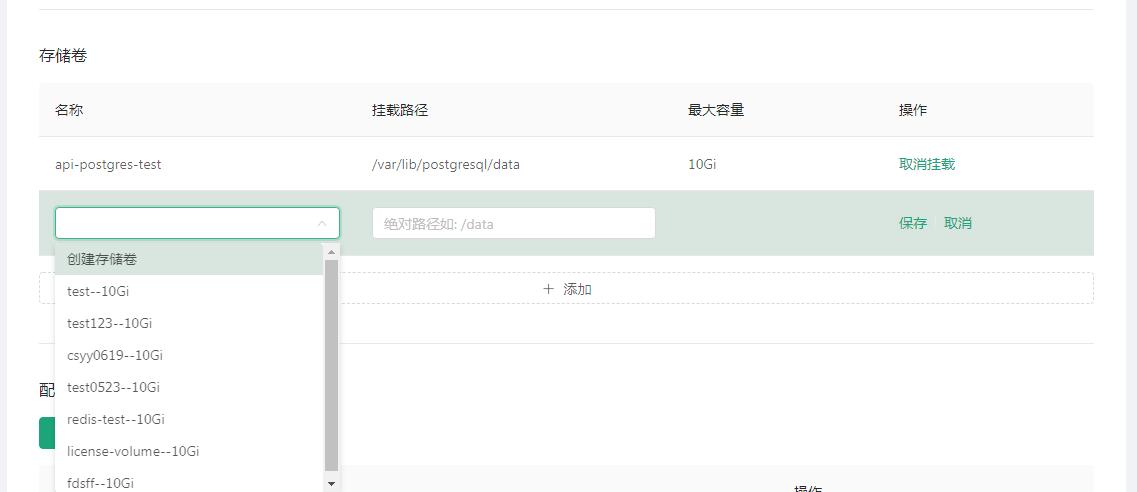 存储卷
名称 挂载路径 最大容量 操作
api-postgres-test /var/lib/postgresql/data 10Gi 取消挂载
绝对路径如: /data 保存 取消
创建存储卷
+ 添加
test--10Gi
test123--10Gi
csyy0619--10Gi
配
test0523--10Gi
redis-test--10Gi
license-volume--10Gi
fdsff--10Gi
操作